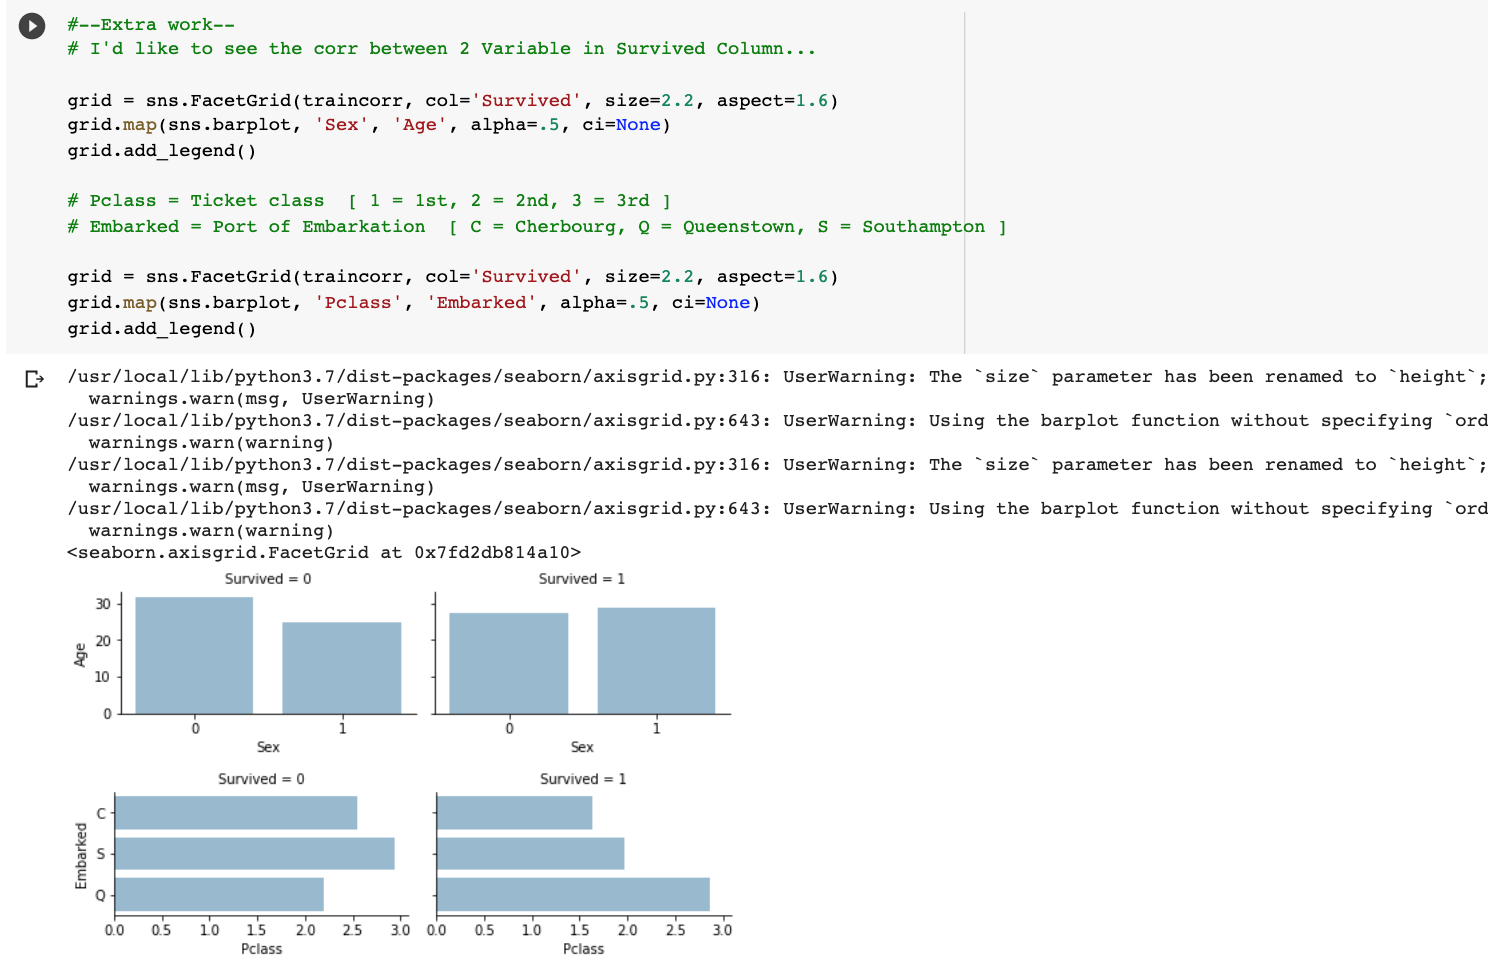 #--Extra work--
# I'd like to see the corr between 2 Variable in Survived Column...
grid = sns.FacetGrid(traincorr, col='Survived', size=2.2, aspect=1.6)
grid.map(sns.barplot, 'Sex', 'Age', alpha=.5, ci=None)
grid.add_legend()
# Pclass = Ticket class  [ 1 = 1st, 2 = 2nd, 3 = 3rd ]
# Embarked = Port of Embarkation  [ C = Cherbourg, Q = Queenstown, S = Southampton ]
grid = sns.FacetGrid(traincorr, col='Survived', size=2.2, aspect=1.6)
grid.map(sns.barplot, 'Pclass', 'Embarked', alpha=.5, ci=None)
grid.add_legend()
/usr/local/lib/python3.7/dist-packages/seaborn/axisgrid.py:316: UserWarning: The `size` parameter has been renamed to `height`;
  warnings.warn(msg, UserWarning)
/usr/local/lib/python3.7/dist-packages/seaborn/axisgrid.py:643: UserWarning: Using the barplot function without specifying `ord
  warnings.warn(warning)
/usr/local/lib/python3.7/dist-packages/seaborn/axisgrid.py:316: UserWarning: The `size` parameter has been renamed to `height`;
  warnings.warn(msg, UserWarning)
/usr/local/lib/python3.7/dist-packages/seaborn/axisgrid.py:643: UserWarning: Using the barplot function without specifying `ord
  warnings.warn(warning)
<seaborn.axisgrid.FacetGrid at 0x7fd2db814a10>
Survived = 0
Survived = 1
30
20
10
0
Age
0 1
Sex
0 1
Sex
Survived = 0
Survived = 1
C
S
Q
Embarked
0.0 0.5 1.0 1.5 2.0 2.5 3.0
Pclass
0.0 0.5 1.0 1.5 2.0 2.5 3.0
Pclass